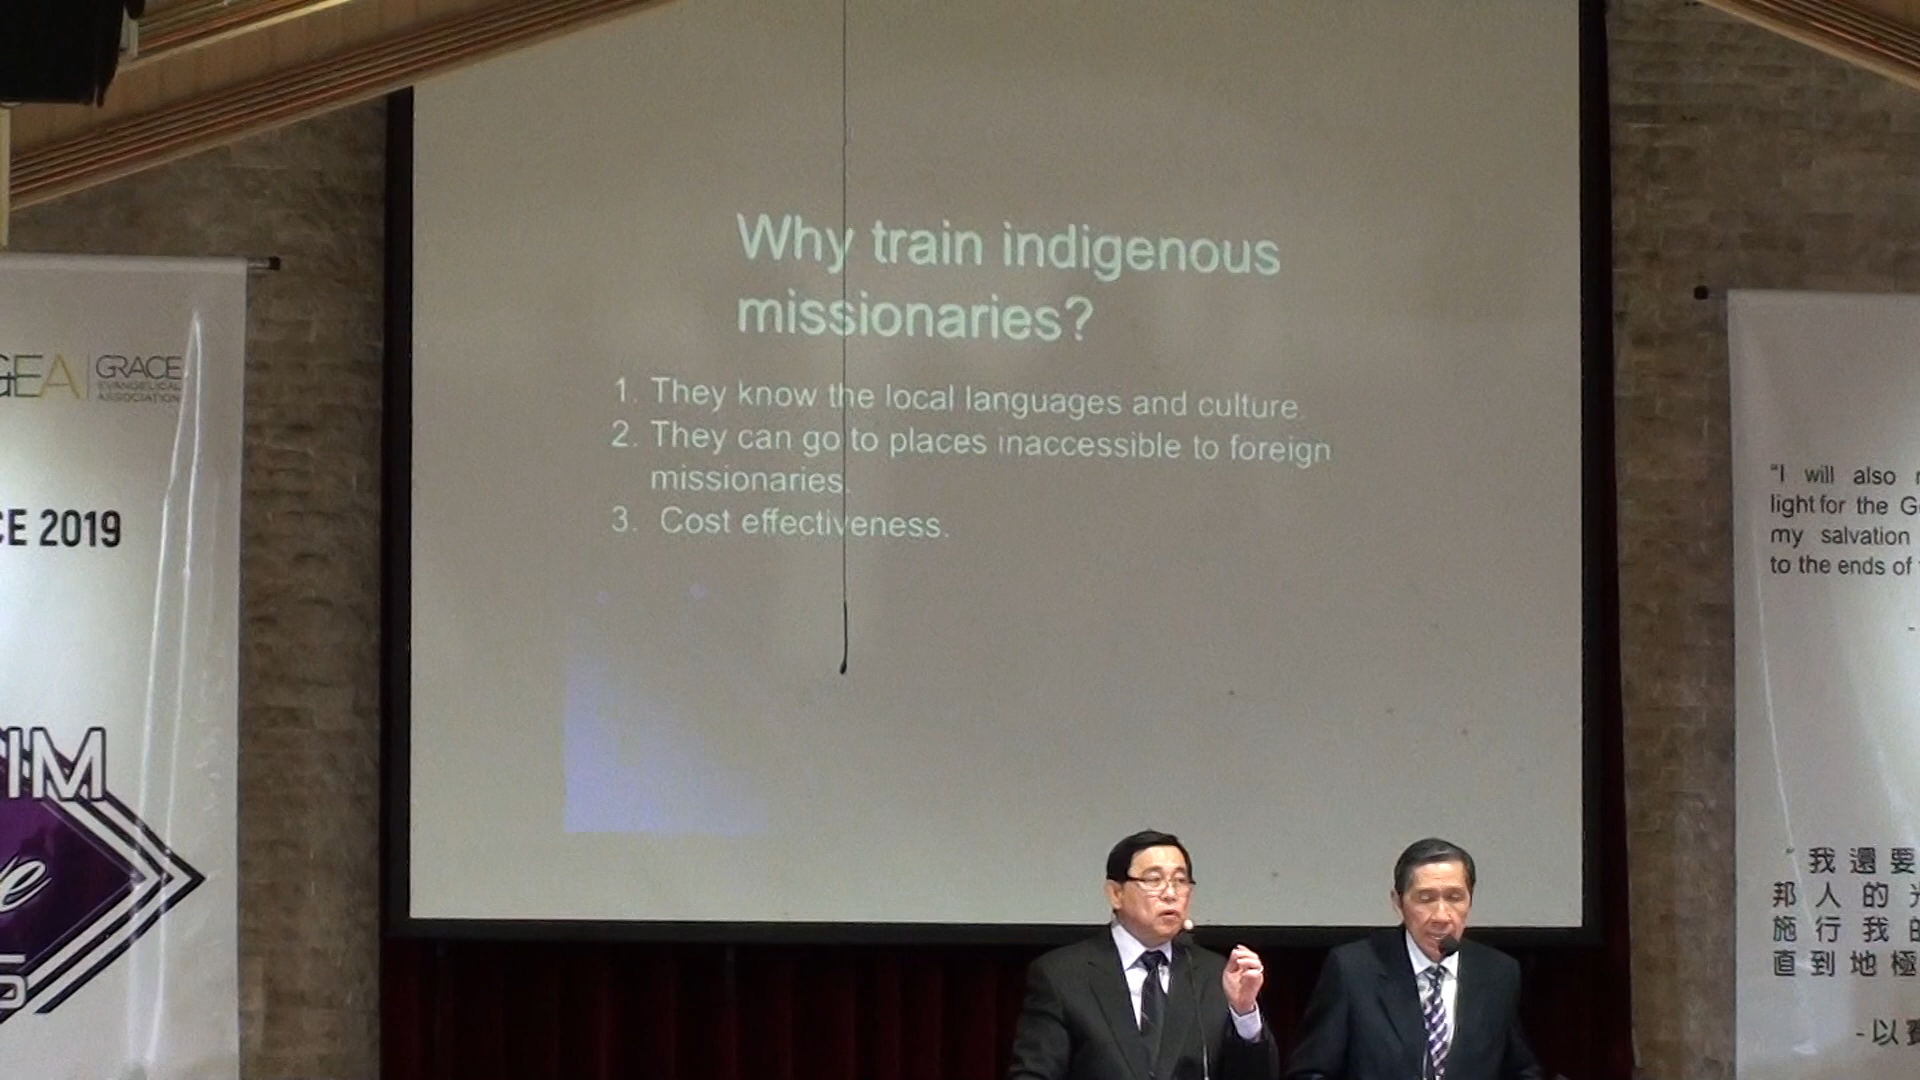 Why train indigenous
missionaries?
1. They know the local languages and culture.
2. They can go to places inaccessible to foreign
missionaries.
3. Cost effectiveness.
GEA
GRACE
EVANGELICAL
ASSOCIATION
CE 2019
IM
"I will also
light for the
my salvation
to the ends of
-
"我還要
邦人的
施行我的
直到地極
-以賽